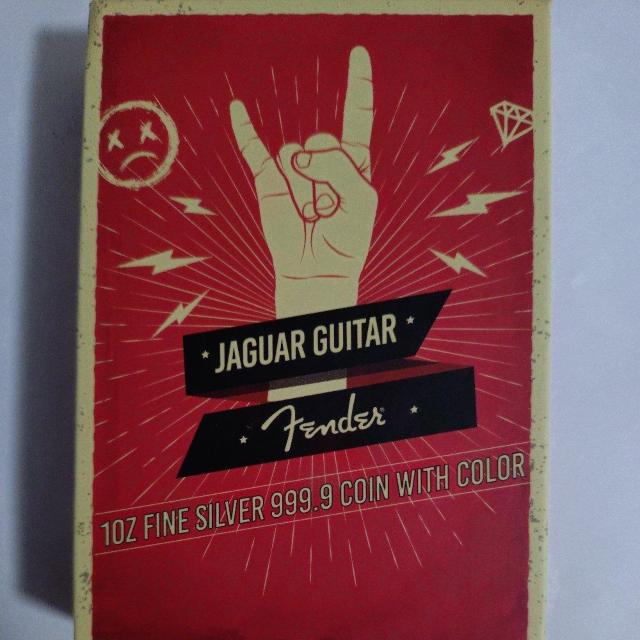 JAGUAR GUITAR
Fender
1OZ FINE SILVER 999.9 COIN WITH COLOR